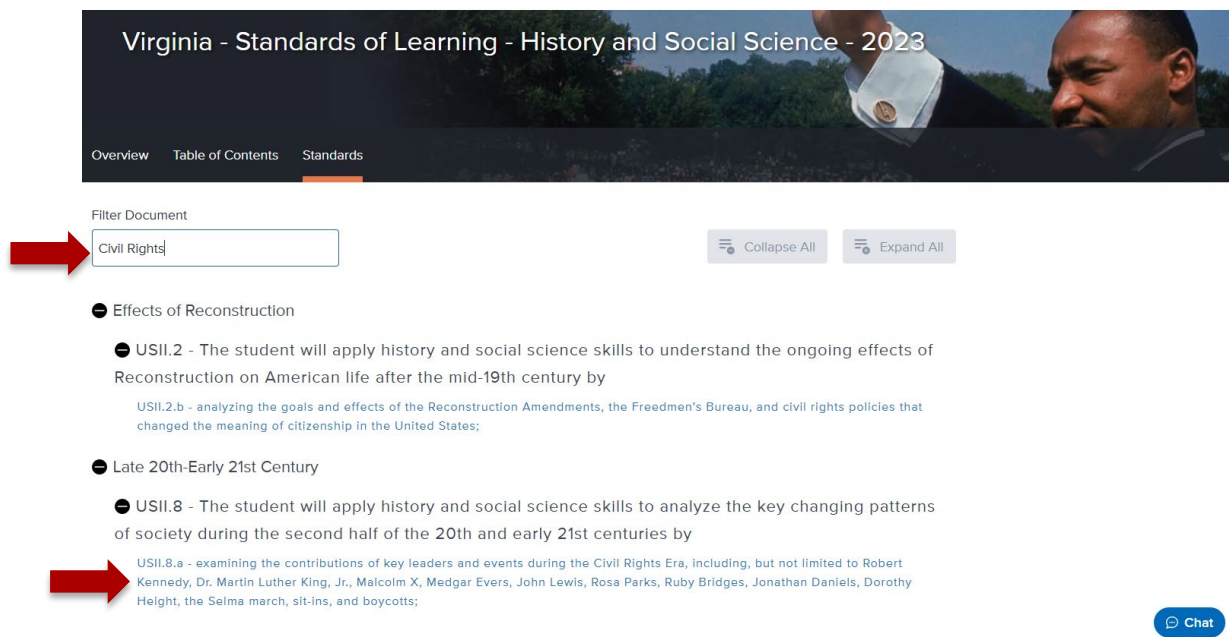 Virginia - Standards of Learning - History and Social Science - 2023
Overview Table of Contents Standards
Filter Document
Civil Rights
Collapse All Expand All
Effects of Reconstruction
USII.2 - The student will apply history and social science skills to understand the ongoing effects of
Reconstruction on American life after the mid-19th century by
USII.2.b - analyzing the goals and effects of the Reconstruction Amendments, the Freedmen's Bureau, and civil rights policies that
changed the meaning of citizenship in the United States;
Late 20th-Early 21st Century
USII.8 - The student will apply history and social science skills to analyze the key changing patterns
of society during the second half of the 20th and early 21st centuries by
USII.8.a - examining the contributions of key leaders and events during the Civil Rights Era, including, but not limited to Robert
Kennedy, Dr. Martin Luther King, Jr., Malcolm X, Medgar Evers, John Lewis, Rosa Parks, Ruby Bridges, Jonathan Daniels, Dorothy
Height, the Selma march, sit-ins, and boycotts;
Chat